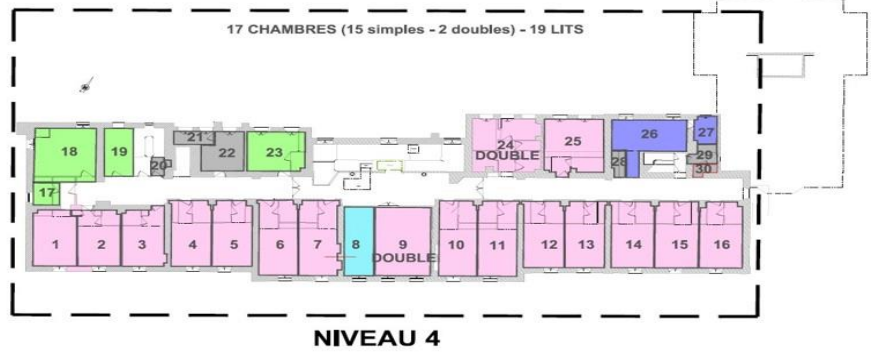 17 CHAMBRES (15 simples - 2 doubles) - 19 LITS
18 19 20 21 22 23 24 25 26 27
DOUBLE
28 29
30
17
1 2 3 4 5 6 7 8 9 10 11 12 13 14 15 16
DOUBLE
NIVEAU 4